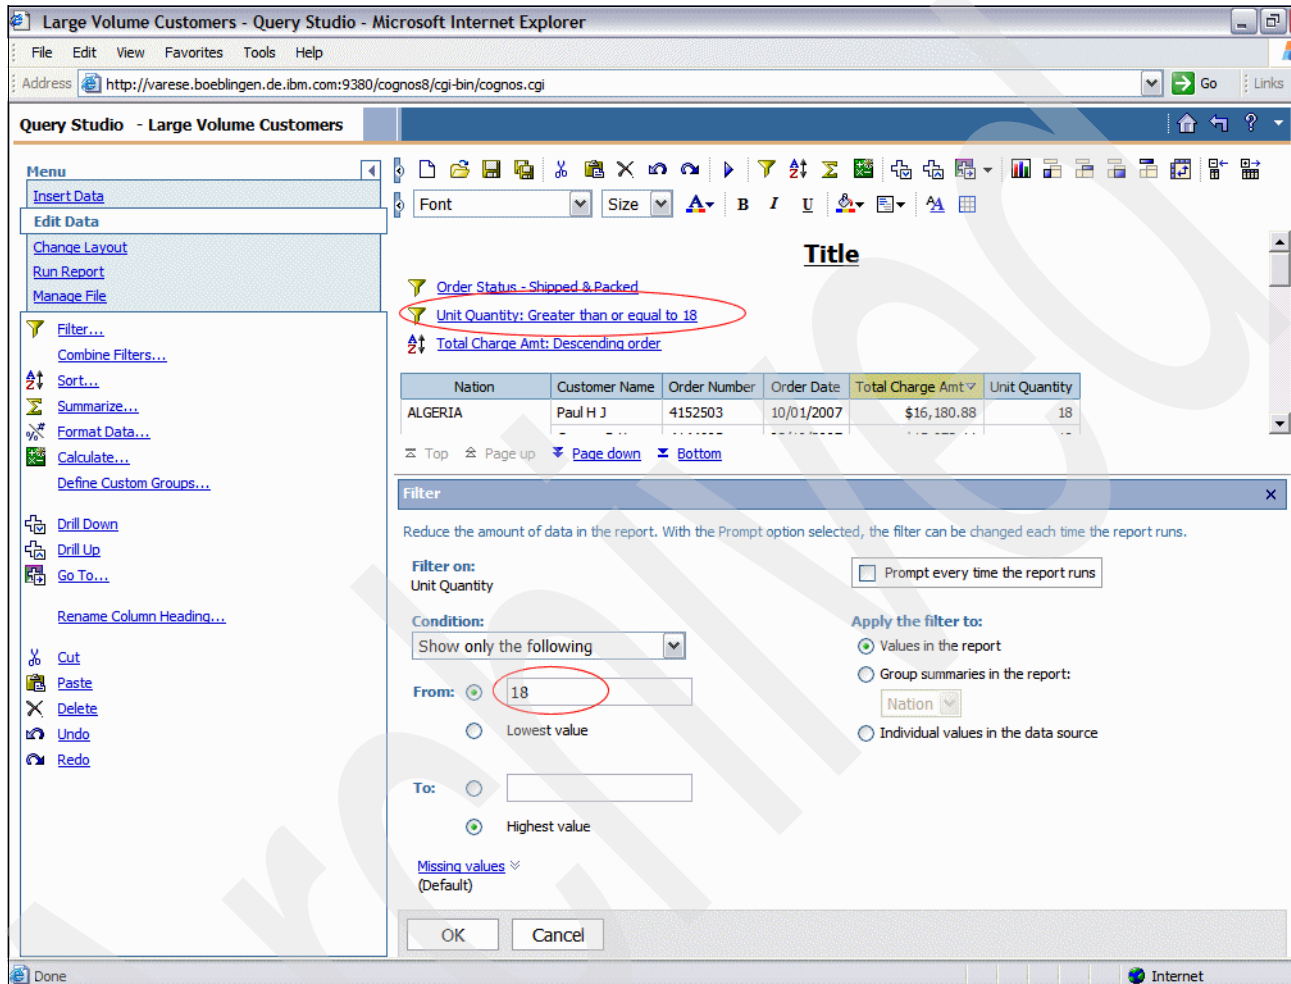 Large Volume Customers - Query Studio - Microsoft Internet Explorer
File Edit View Favorites Tools Help
Address http://varese.boeblingen.de.ibm.com:9380/cognos8/cgi-bin/cognos.cgi Go Links
Query Studio - Large Volume Customers
Menu
Insert Data
Edit Data
Change Layout
Run Report
Manage File
Filter...
Combine Filters...
Sort...
Summarize...
Format Data...
Calculate...
Define Custom Groups...
Drill Down
Drill Up
Go To...
Rename Column Heading...
Cut
Paste
Delete
Undo
Redo
Font Size A B I U
Title
Order Status - Shipped & Packed
Unit Quantity: Greater than or equal to 18
Total Charge Amt: Descending order
Nation Customer Name Order Number Order Date Total Charge Amt Unit Quantity
ALGERIA Paul H J 4152503 10/01/2007 $16,180.88 18
Top Page up Page down Bottom
Filter
Reduce the amount of data in the report. With the Prompt option selected, the filter can be changed each time the report runs.
Filter on:
Unit Quantity
Prompt every time the report runs
Condition:
Show only the following
From: 18
Lowest value
To:
Highest value
Missing values
(Default)
Apply the filter to:
Values in the report
Group summaries in the report:
Nation
Individual values in the data source
OK Cancel
Done Internet
Archived